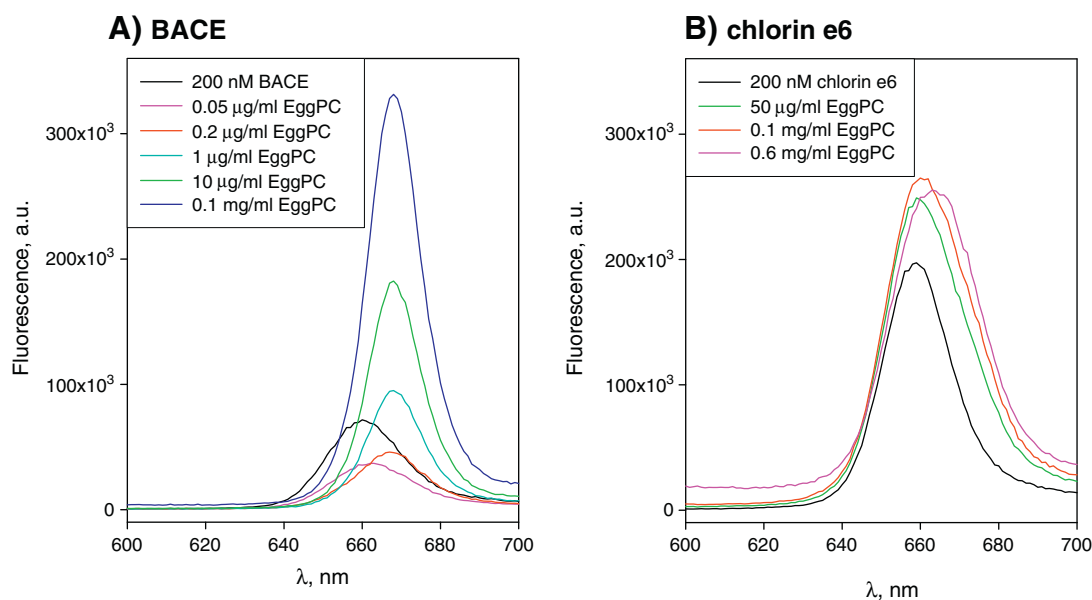 A) BACE
200 nM BACE
0.05 µg/ml EggPC
0.2 µg/ml EggPC
1 µg/ml EggPC
10 µg/ml EggPC
0.1 mg/ml EggPC
Fluorescence, a.u.
300x10³
200x10³
100x10³
0
600 620 640 660 680 700
λ, nm
B) chlorin e6
200 nM chlorin e6
50 µg/ml EggPC
0.1 mg/ml EggPC
0.6 mg/ml EggPC
Fluorescence, a.u.
300x10³
200x10³
100x10³
0
600 620 640 660 680 700
λ, nm